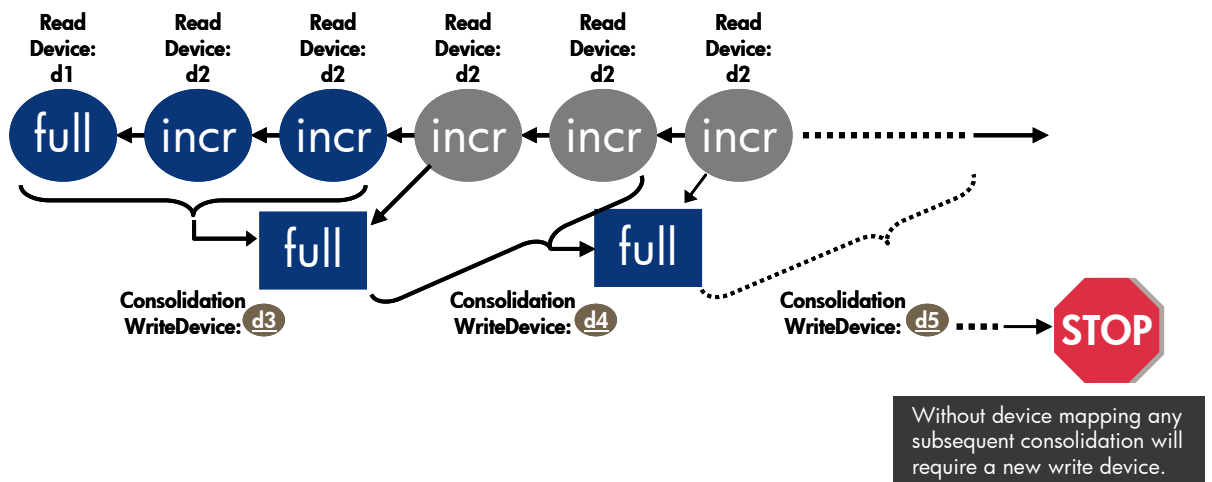 Read
Device:
d1
Read
Device:
d2
Read
Device:
d2
Read
Device:
d2
Read
Device:
d2
Read
Device:
d2
full
incr
incr
incr
incr
incr
full
full
Consolidation
WriteDevice: d3
Consolidation
WriteDevice: d4
Consolidation
WriteDevice: d5
STOP
Without device mapping any
subsequent consolidation will
require a new write device.